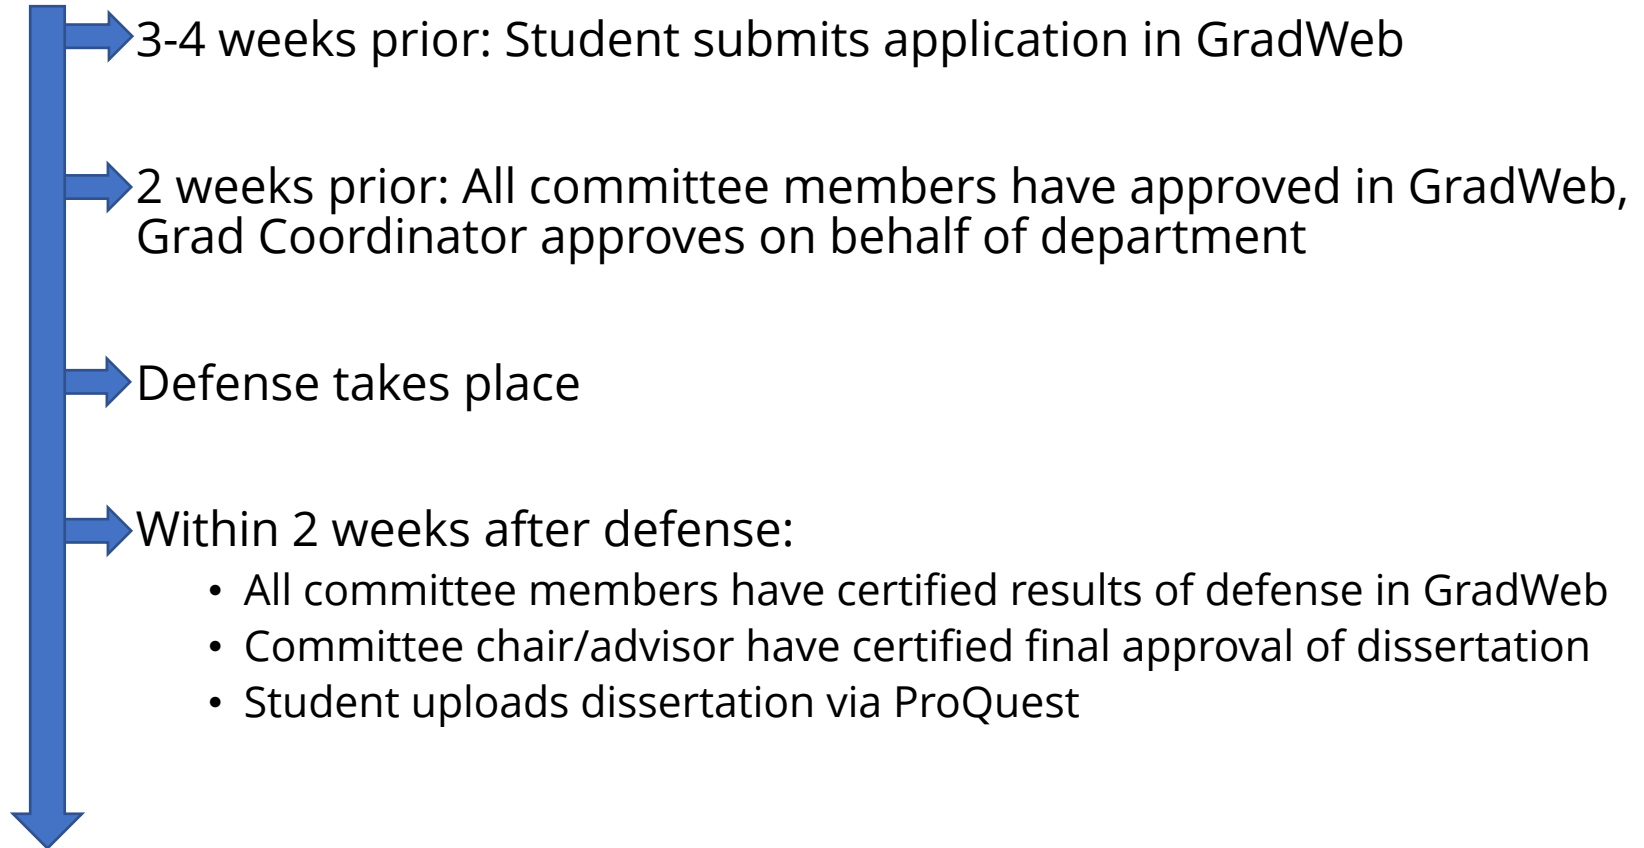 3-4 weeks prior: Student submits application in GradWeb
2 weeks prior: All committee members have approved in GradWeb,
Grad Coordinator approves on behalf of department
Defense takes place
Within 2 weeks after defense:
• All committee members have certified results of defense in GradWeb
• Committee chair/advisor have certified final approval of dissertation
• Student uploads dissertation via ProQuest